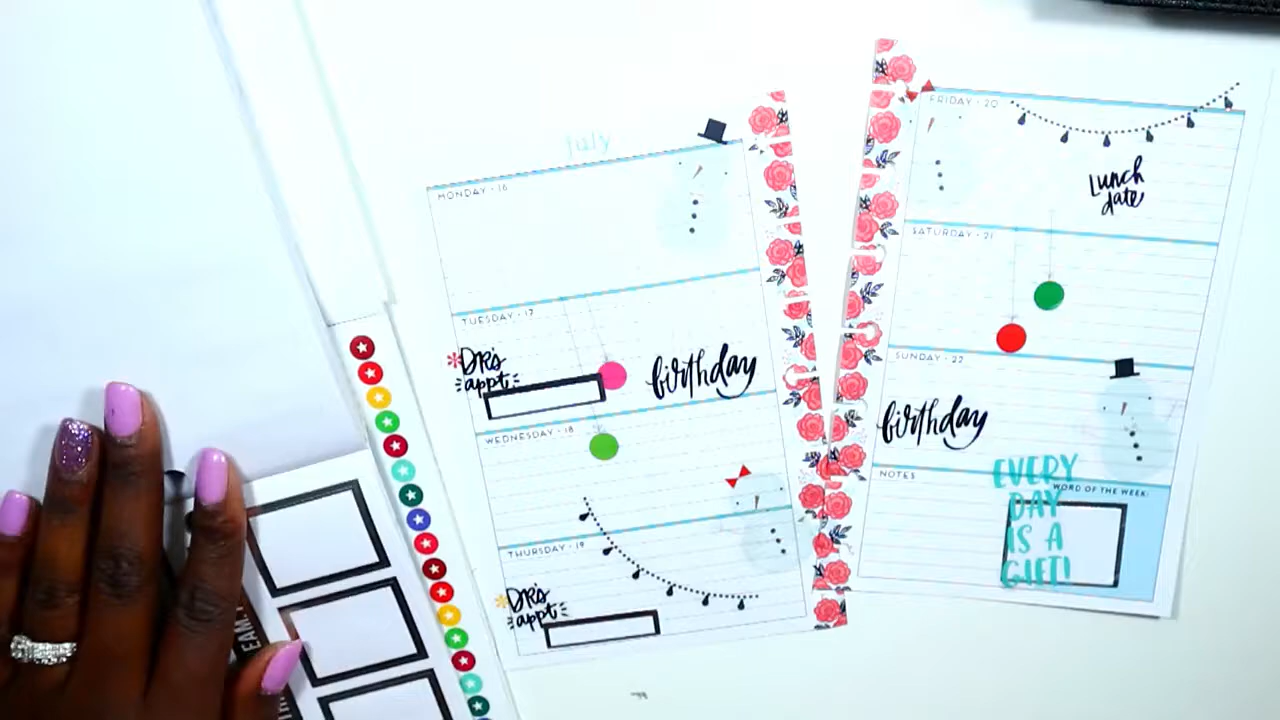 July
MONDAY • 16
TUESDAY • 17
DR's
appt
birthday
WEDNESDAY • 18
THURSDAY • 19
DR's
appt
FRIDAY • 20
Lunch
date
SATURDAY • 21
SUNDAY • 22
birthday
NOTES
WORD OF THE WEEK:
EVERY
DAY
IS A
GIFT!